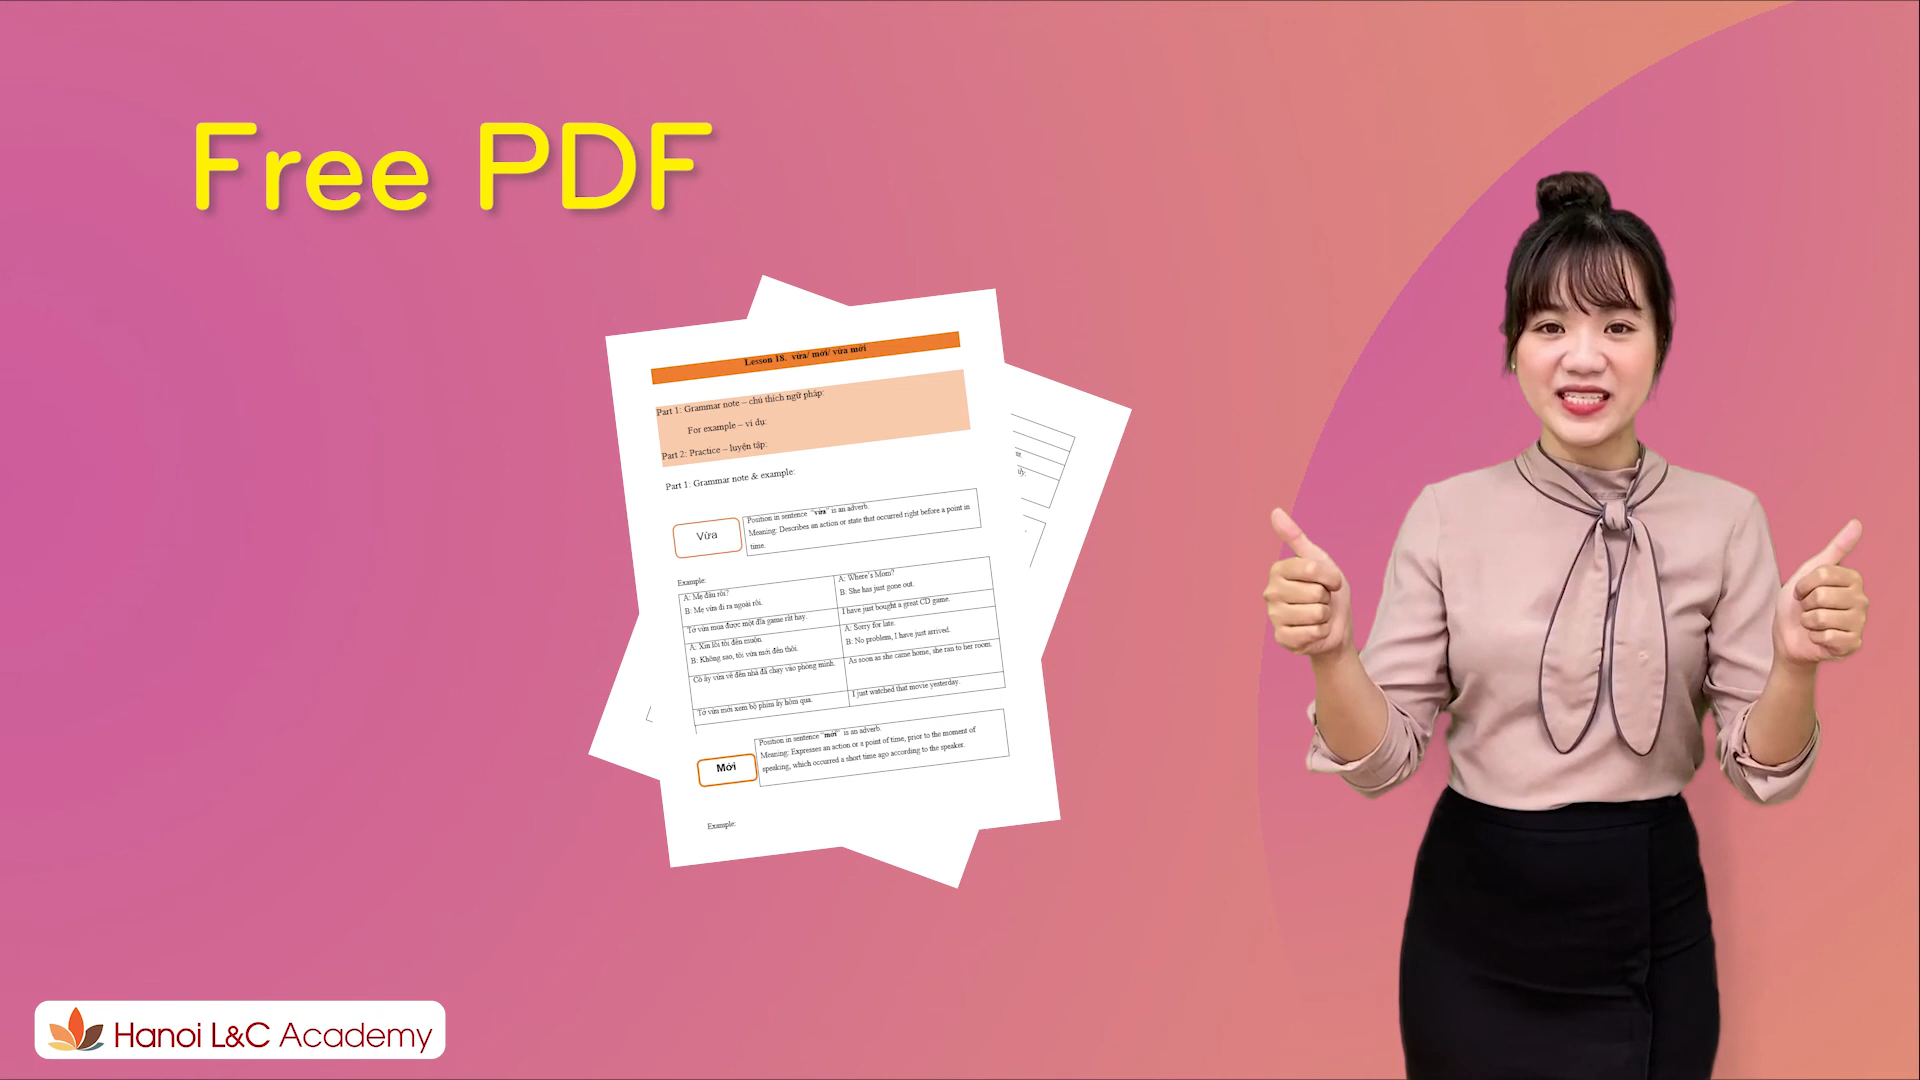 Free PDF
Lesson 18. vừa/ mới/ vừa mới
Part 1: Grammar note – chú thích ngữ pháp:
For example – ví dụ:
Part 2: Practice – luyện tập:
Part 1: Grammar note & example:
Vừa
Position in sentence "vừa" is an adverb.
Meaning: Describes an action or state that occurred right before a point in
time.
Example:
A: Mẹ đâu rồi?
B: Mẹ vừa đi ra ngoài rồi.
A: Where's Mom?
B: She has just gone out.
Tớ vừa mua được một đĩa game rất hay.
I have just bought a great CD game.
A: Xin lỗi tôi đến muộn.
B: Không sao, tôi vừa mới đến thôi.
A: Sorry for late.
B: No problem, I have just arrived.
Cô ấy vừa về đến nhà đã chạy vào phòng mình.
As soon as she came home, she ran to her room.
Tớ vừa mới xem bộ phim ấy hôm qua.
I just watched that movie yesterday.
Mới
Position in sentence "mới" is an adverb.
Meaning: Expresses an action or a point of time, prior to the moment of
speaking, which occurred a short time ago according to the speaker.
Example:
Hanoi L&C Academy